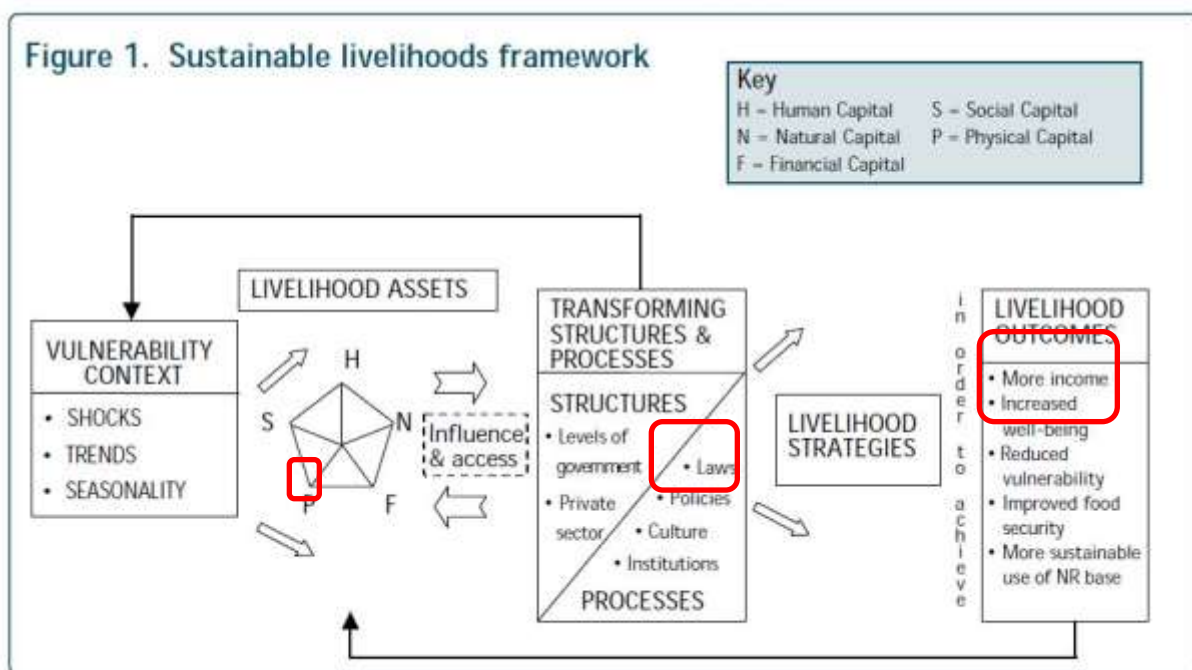 Figure 1. Sustainable livelihoods framework
Key
H – Human Capital S – Social Capital
N – Natural Capital P – Physical Capital
F – Financial Capital
LIVELIHOOD ASSETS
VULNERABILITY
CONTEXT
• SHOCKS
• TRENDS
• SEASONALITY
H
S
N
P
F
Influence
& access
TRANSFORMING
STRUCTURES &
PROCESSES
STRUCTURES
• Levels of
government
• Private
sector
• Laws
• Policies
• Culture
• Institutions
PROCESSES
LIVELIHOOD
STRATEGIES
in order to achieve
LIVELIHOOD
OUTCOMES
• More income
• Increased
well-being
• Reduced
vulnerability
• Improved food
security
• More sustainable
use of NR base